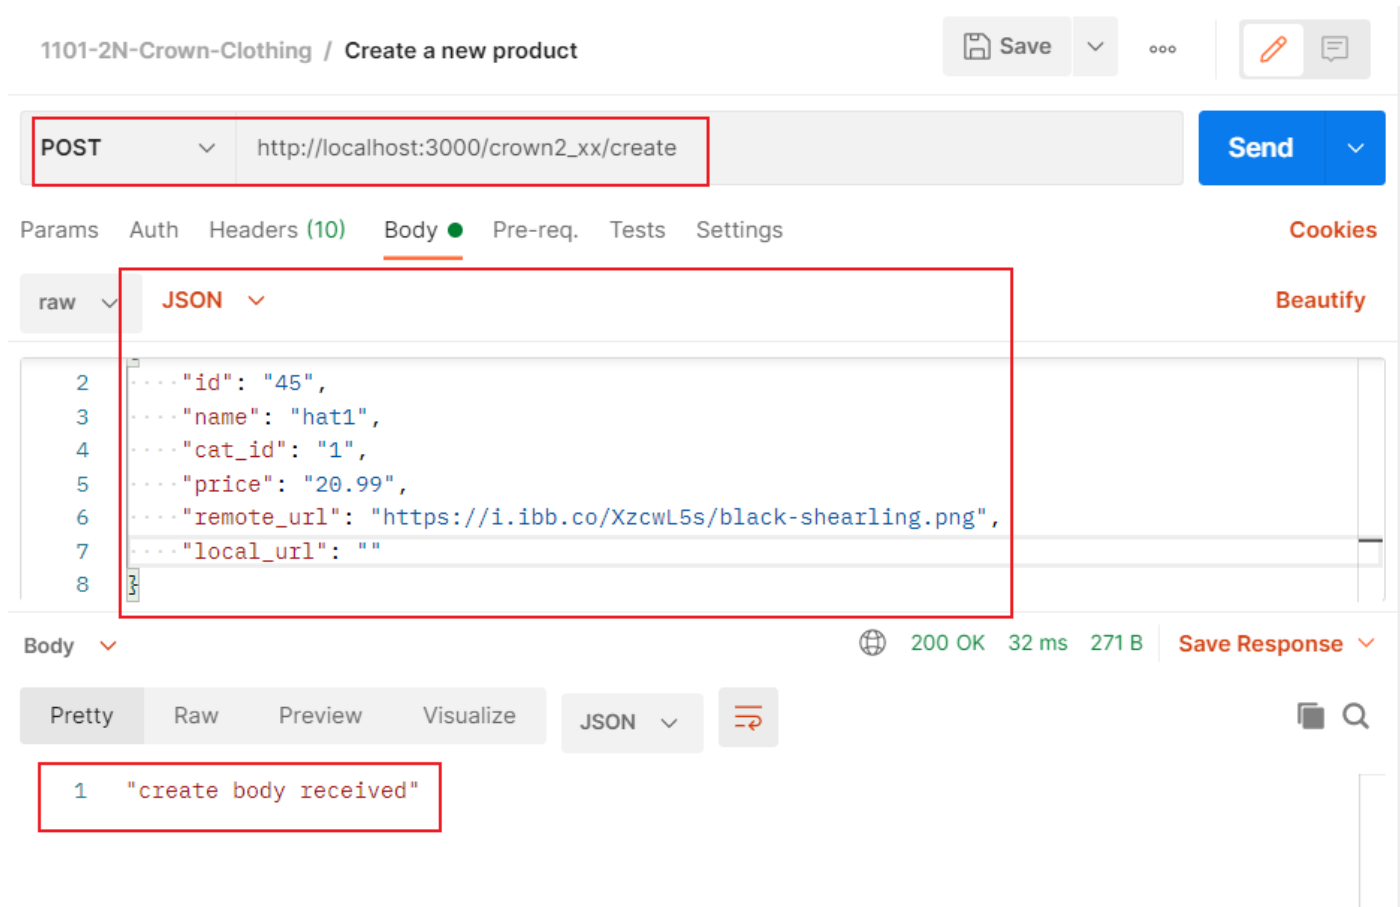 1101-2N-Crown-Clothing / Create a new product
Save
POST http://localhost:3000/crown2_xx/create
Send
Params Auth Headers (10) Body Pre-req. Tests Settings Cookies
raw JSON Beautify
2 "id": "45",
3 "name": "hat1",
4 "cat_id": "1",
5 "price": "20.99",
6 "remote_url": "https://i.ibb.co/XzcwL5s/black-shearling.png",
7 "local_url": ""
8 }
Body 200 OK 32 ms 271 B Save Response
Pretty Raw Preview Visualize JSON
1 "create body received"